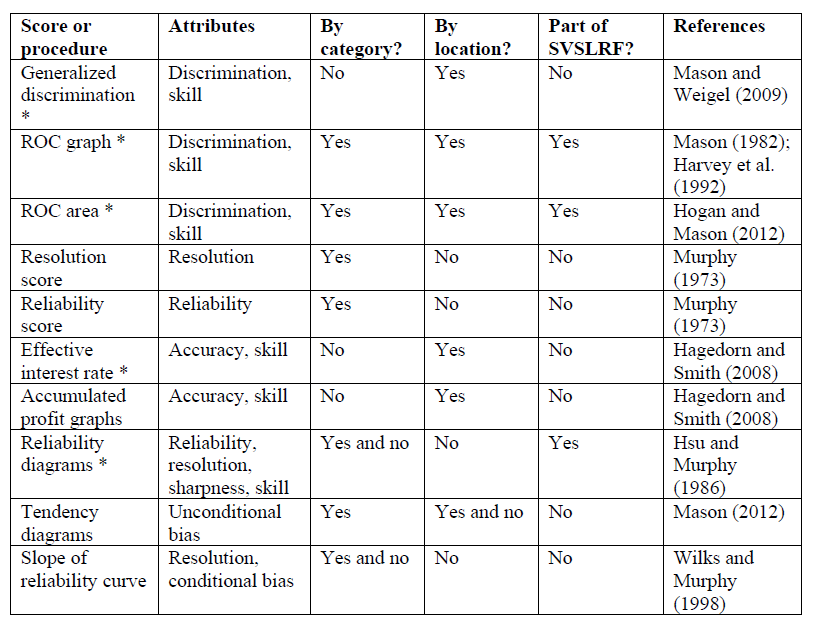 Score or procedure | Attributes | By category? | By location? | Part of SVSLRF? | References
Generalized discrimination * | Discrimination, skill | No | Yes | No | Mason and Weigel (2009)
ROC graph * | Discrimination, skill | Yes | Yes | Yes | Mason (1982); Harvey et al. (1992)
ROC area * | Discrimination, skill | Yes | Yes | Yes | Hogan and Mason (2012)
Resolution score | Resolution | Yes | No | No | Murphy (1973)
Reliability score | Reliability | Yes | No | No | Murphy (1973)
Effective interest rate * | Accuracy, skill | No | Yes | No | Hagedorn and Smith (2008)
Accumulated profit graphs | Accuracy, skill | No | Yes | No | Hagedorn and Smith (2008)
Reliability diagrams * | Reliability, resolution, sharpness, skill | Yes and no | No | Yes | Hsu and Murphy (1986)
Tendency diagrams | Unconditional bias | Yes | Yes and no | No | Mason (2012)
Slope of reliability curve | Resolution, conditional bias | Yes and no | No | No | Wilks and Murphy (1998)